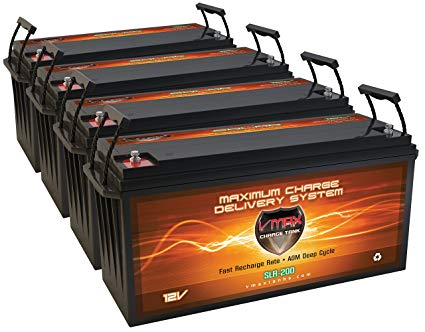 MAXIMUM CHARGE
DELIVERY SYSTEM
VMAX
CHARGE TANK
Fast Recharge Rate • AGM Deep Cycle
SLR-200
vmaxtanks.com
12V